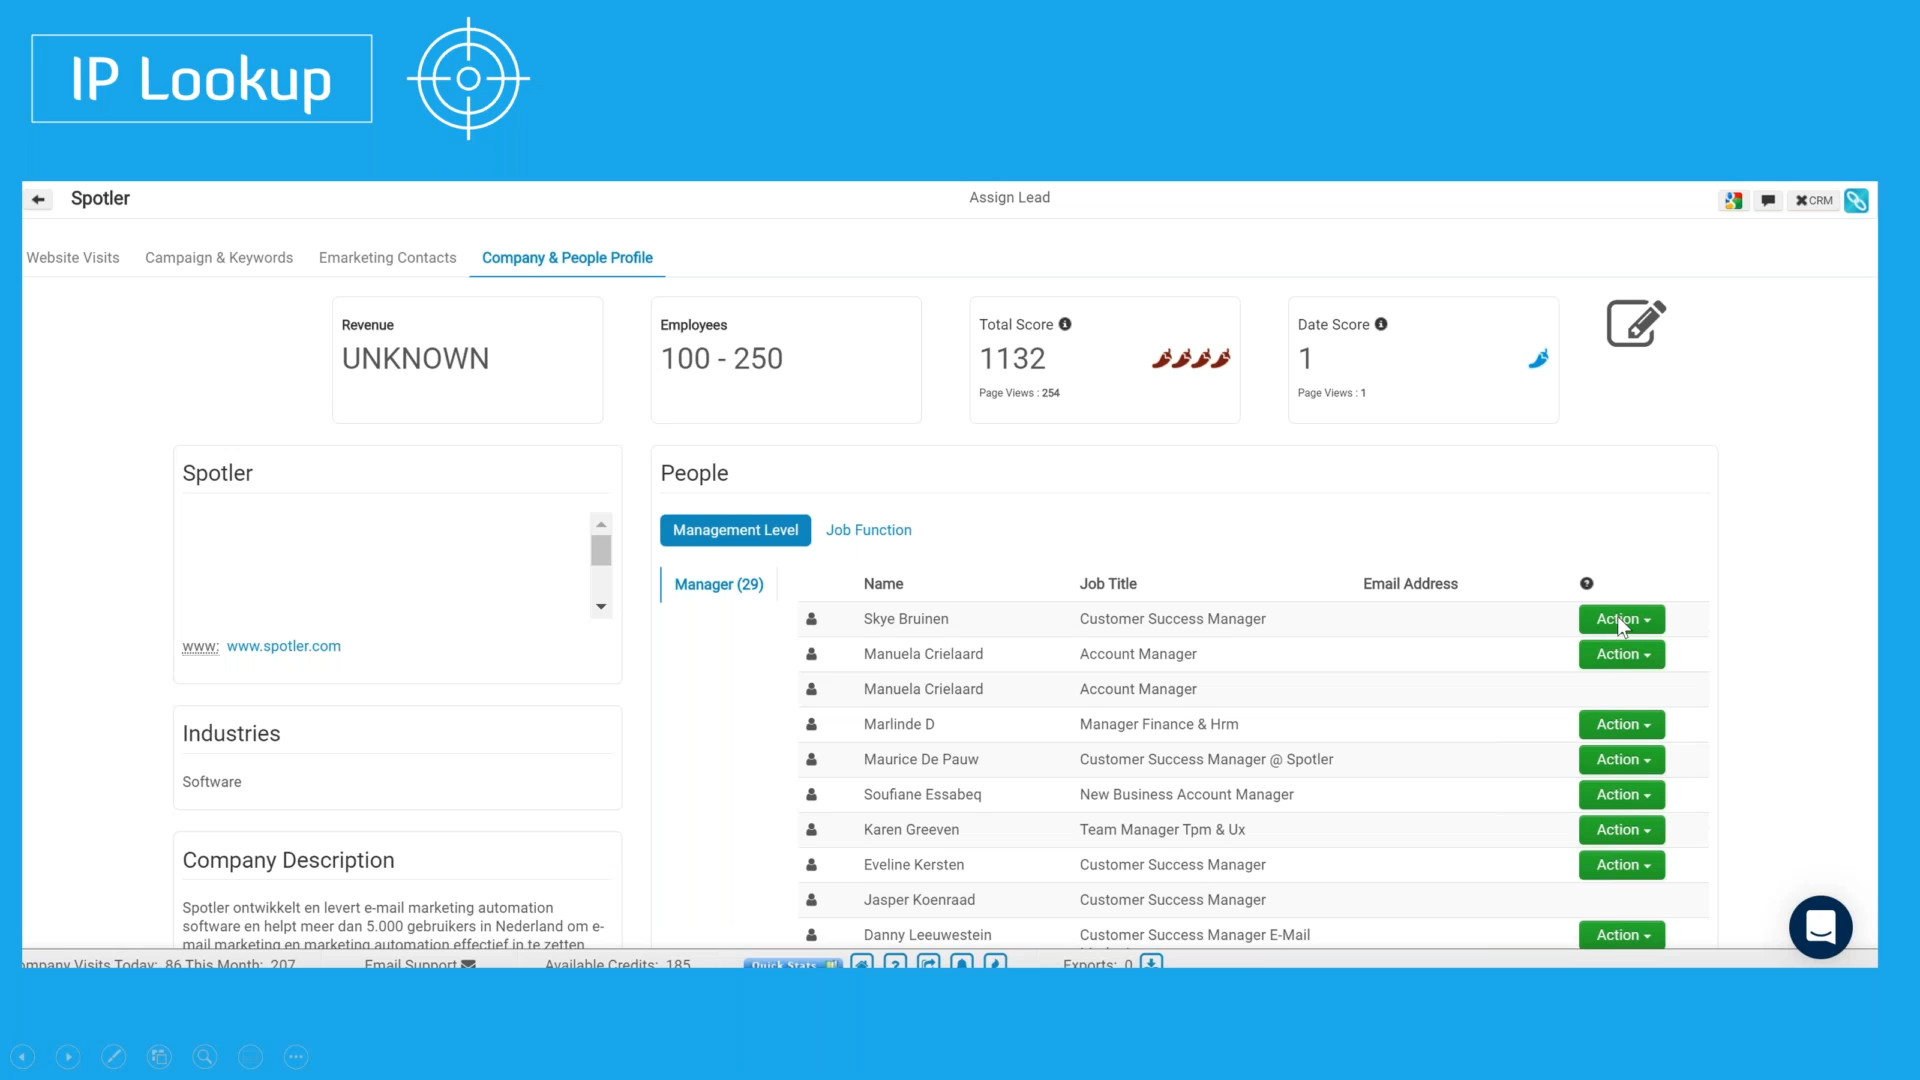 IP Lookup
Spotler
Assign Lead
CRM
Website Visits
Campaign & Keywords
Emarketing Contacts
Company & People Profile
Revenue
UNKNOWN
Employees
100 - 250
Total Score
1132
Page Views : 254
Date Score
1
Page Views : 1
Spotler
www: www.spotler.com
Industries
Software
Company Description
Spotler ontwikkelt en levert e-mail marketing automation
software en helpt meer dan 5.000 gebruikers in Nederland om e-
mail marketing en marketing automation effectief in te zetten
People
Management Level
Job Function
Manager (29)
Name Job Title Email Address
Skye Bruinen Customer Success Manager Action
Manuela Crielaard Account Manager Action
Manuela Crielaard Account Manager
Marlinde D Manager Finance & Hrm Action
Maurice De Pauw Customer Success Manager @ Spotler Action
Soufiane Essabeq New Business Account Manager Action
Karen Greeven Team Manager Tpm & Ux Action
Eveline Kersten Customer Success Manager Action
Jasper Koenraad Customer Success Manager
Danny Leeuwestein Customer Success Manager E-Mail Action
ompany Visits Today: 86 This Month: 207 Email Support Available Credits: 185 Quick Stats Exports: 0